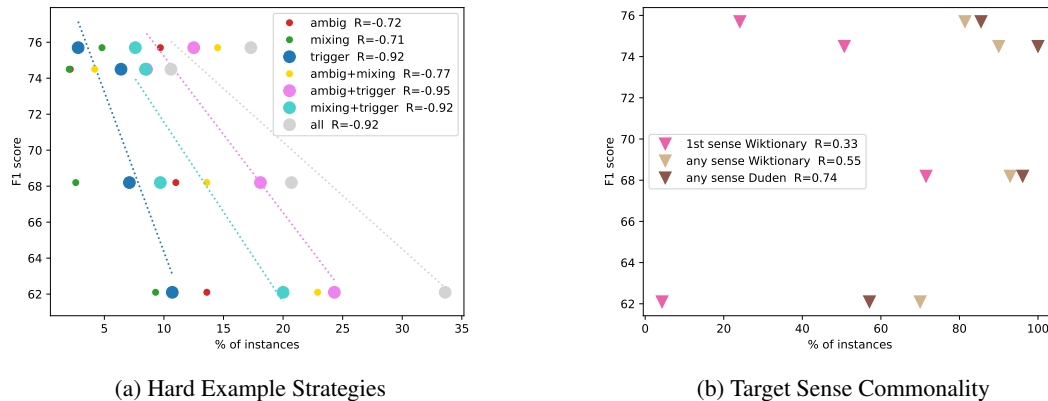 ambig R=-0.72
mixing R=-0.71
trigger R=-0.92
ambig+mixing R=-0.77
ambig+trigger R=-0.95
mixing+trigger R=-0.92
all R=-0.92
76
74
72
70
68
66
64
62
F1 score
5
10
15
20
25
30
35
% of instances
(a) Hard Example Strategies
1st sense Wiktionary R=0.33
any sense Wiktionary R=0.55
any sense Duden R=0.74
76
74
72
70
68
66
64
62
F1 score
0
20
40
60
80
100
% of instances
(b) Target Sense Commonality